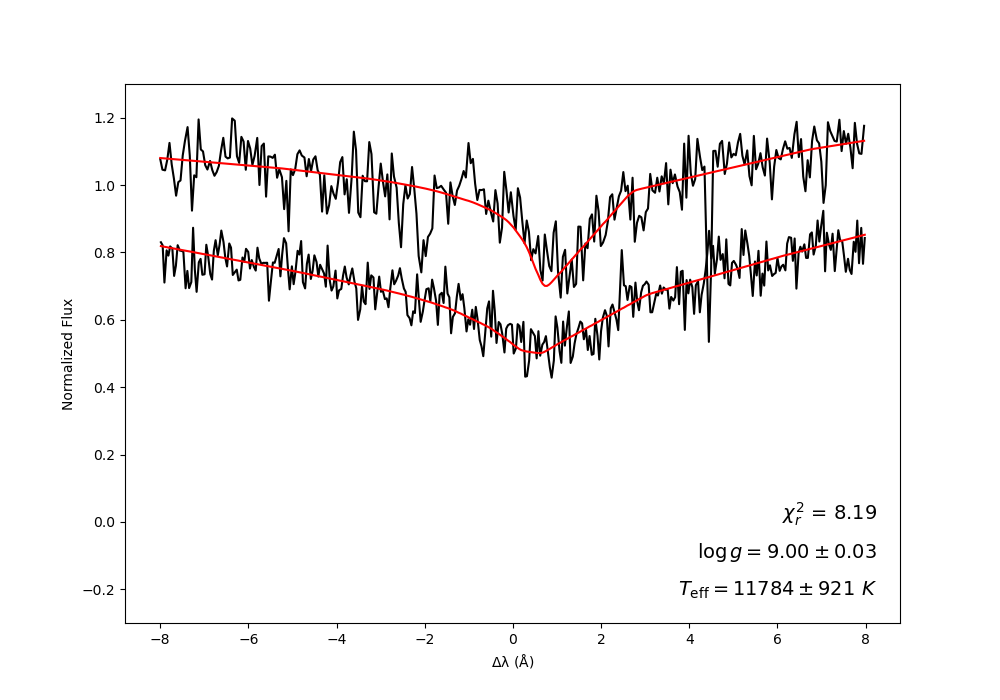 1.2
1.0
0.8
0.6
0.4
0.2
0.0
−0.2
Normalized Flux
χ²ᵣ = 8.19
log g = 9.00 ± 0.03
T_eff = 11784 ± 921 K
−8 −6 −4 −2 0 2 4 6 8
Δλ (Å)